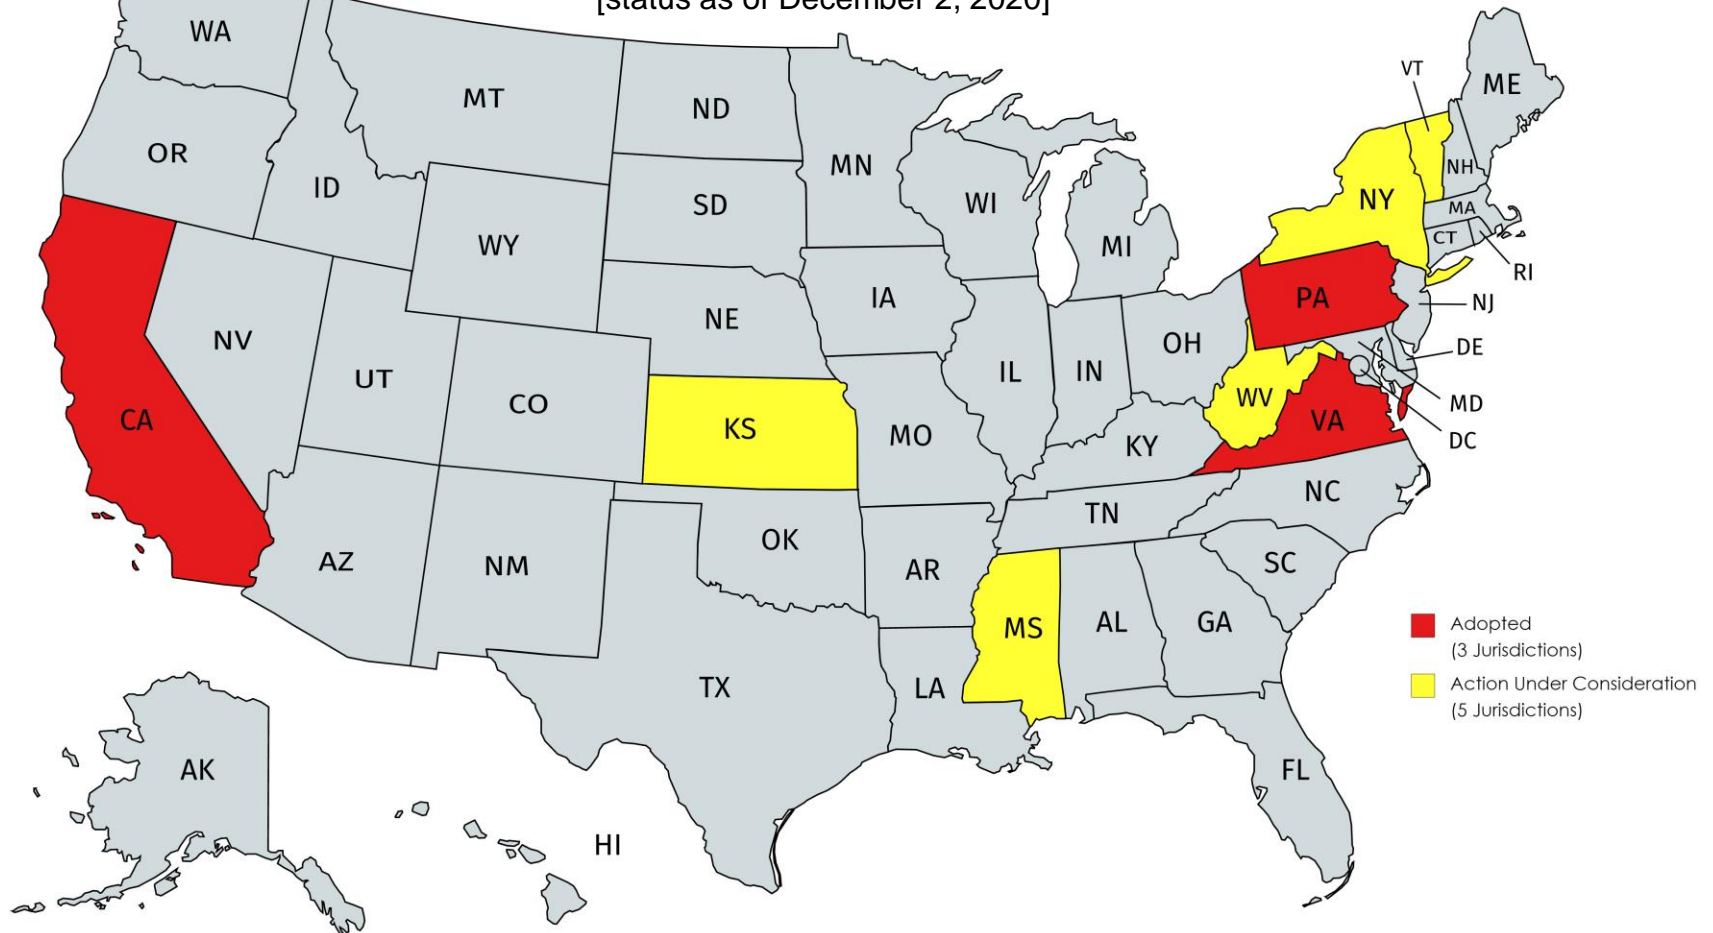 [status as of December 2, 2020]
WA
MT
ND
OR
ID
SD
MN
WI
MI
VT
ME
NH
NY
MA
CT
RI
WY
NV
UT
CO
NE
IA
IL
IN
OH
PA
NJ
DE
MD
DC
CA
KS
MO
KY
WV
VA
AZ
NM
OK
AR
TN
NC
SC
MS
AL
GA
TX
LA
FL
AK
HI
Adopted
(3 Jurisdictions)
Action Under Consideration
(5 Jurisdictions)